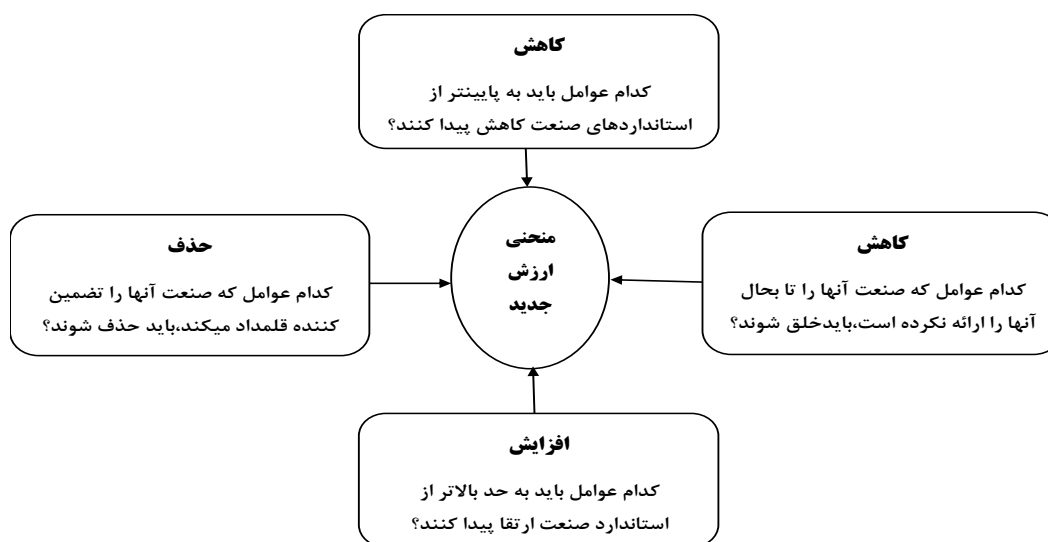 کاهش
کدام عوامل باید به پایینتر از
استانداردهای صنعت کاهش پیدا کنند؟
حذف
کدام عوامل که صنعت آنها را تضمین
کننده قلمداد میکند،باید حذف شوند؟
منحنی
ارزش
جدید
کاهش
کدام عوامل که صنعت آنها را تا بحال
آنها را ارائه نکرده است،بایدخلق شوند؟
افزایش
کدام عوامل باید به حد بالاتر از
استاندارد صنعت ارتقا پیدا کنند؟